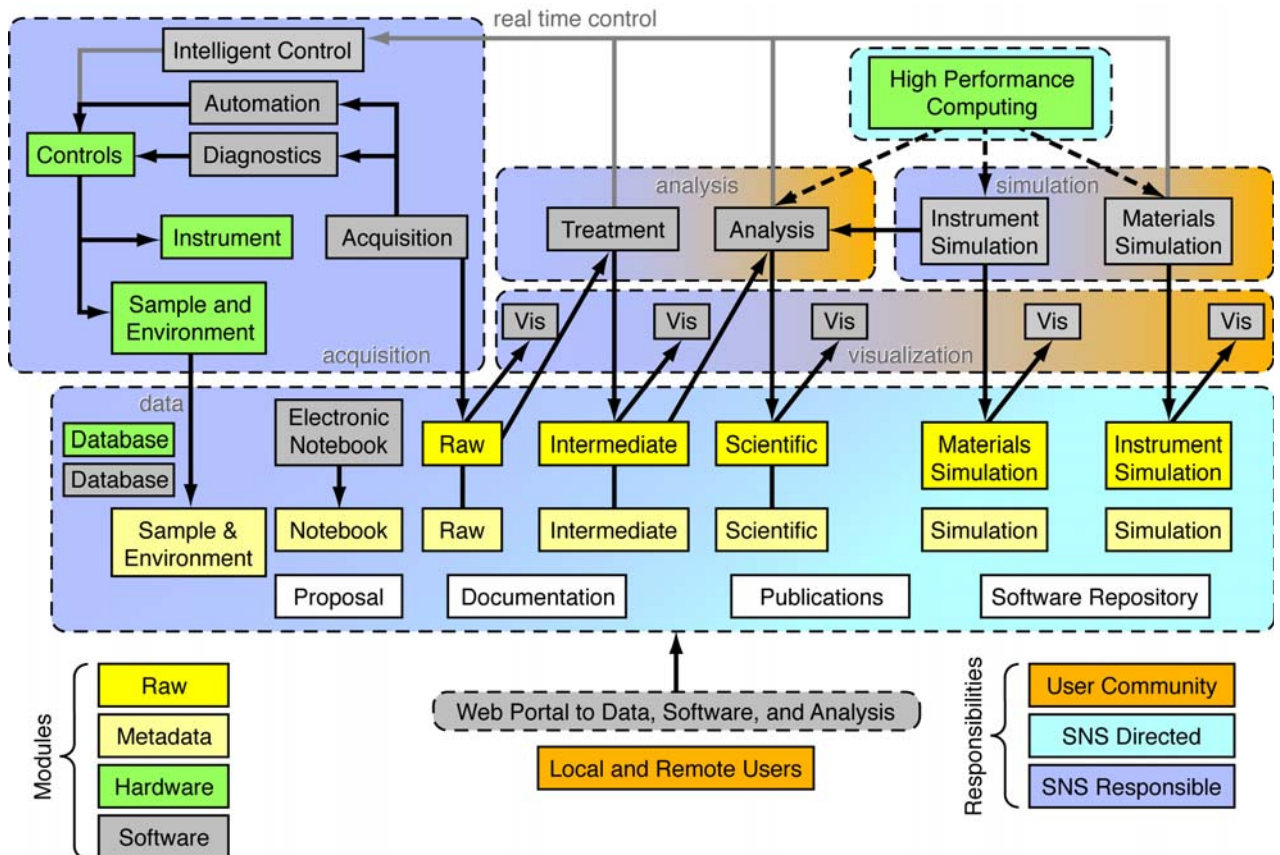 real time control
Intelligent Control
High Performance
Computing
Automation
Controls
Diagnostics
analysis
simulation
Instrument
Acquisition
Treatment
Analysis
Instrument
Simulation
Materials
Simulation
Sample and
Environment
acquisition
Vis
Vis
Vis
Vis
Vis
visualization
data
Database
Database
Electronic
Notebook
Raw
Intermediate
Scientific
Materials
Simulation
Instrument
Simulation
Sample &
Environment
Notebook
Raw
Intermediate
Scientific
Simulation
Simulation
Proposal
Documentation
Publications
Software Repository
Modules
Raw
Metadata
Hardware
Software
Web Portal to Data, Software, and Analysis
Local and Remote Users
Responsibilities
User Community
SNS Directed
SNS Responsible